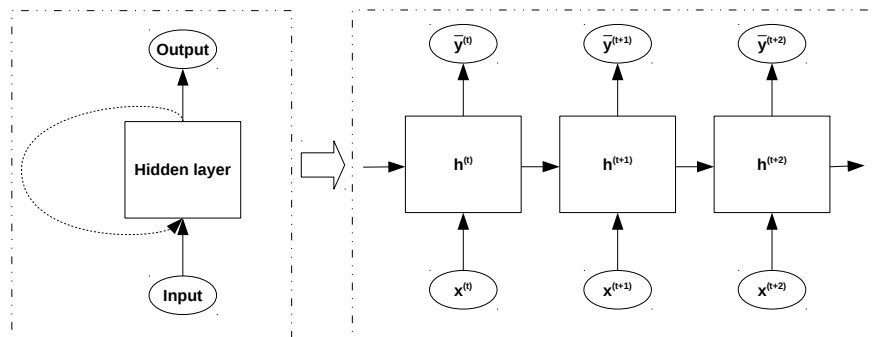 Output
Hidden layer
Input
y̅⁽ᵗ⁾ y̅⁽ᵗ⁺¹⁾ y̅⁽ᵗ⁺²⁾
h⁽ᵗ⁾ h⁽ᵗ⁺¹⁾ h⁽ᵗ⁺²⁾
x⁽ᵗ⁾ x⁽ᵗ⁺¹⁾ x⁽ᵗ⁺²⁾